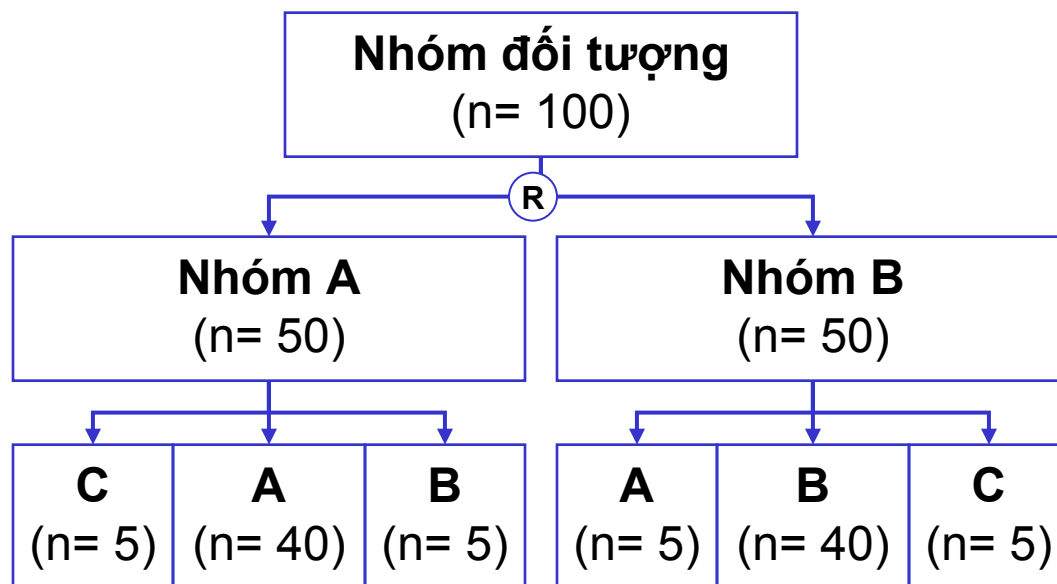 Nhóm đối tượng
(n= 100)
R
Nhóm A
(n= 50)
Nhóm B
(n= 50)
C
(n= 5)
A
(n= 40)
B
(n= 5)
A
(n= 5)
B
(n= 40)
C
(n= 5)